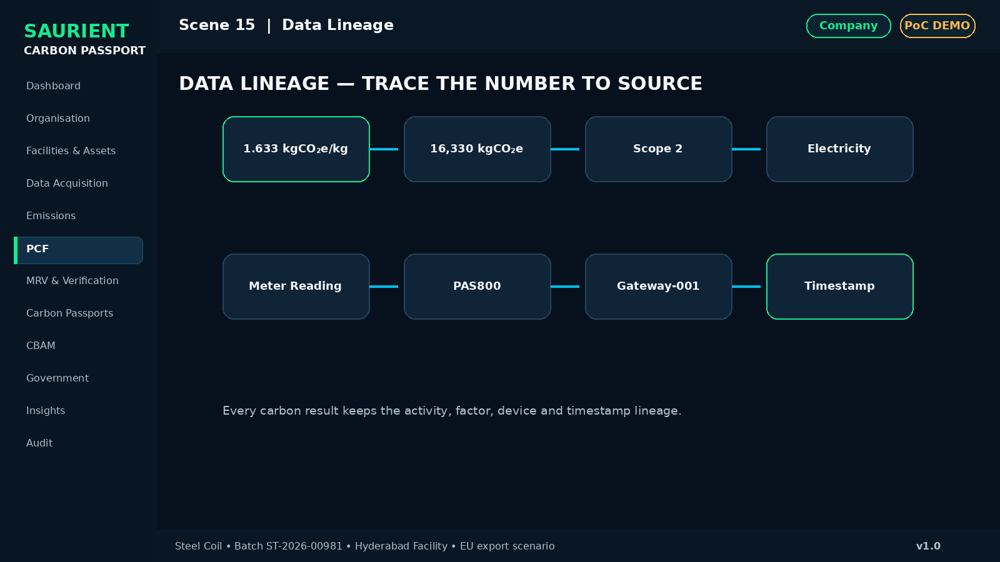 SAURIENT
CARBON PASSPORT
Dashboard
Organisation
Facilities & Assets
Data Acquisition
Emissions
PCF
MRV & Verification
Carbon Passports
CBAM
Government
Insights
Audit
Scene 15 | Data Lineage
Company
PoC DEMO
DATA LINEAGE — TRACE THE NUMBER TO SOURCE
1.633 kgCO₂e/kg
16,330 kgCO₂e
Scope 2
Electricity
Meter Reading
PAS800
Gateway-001
Timestamp
Every carbon result keeps the activity, factor, device and timestamp lineage.
Steel Coil • Batch ST-2026-00981 • Hyderabad Facility • EU export scenario
v1.0